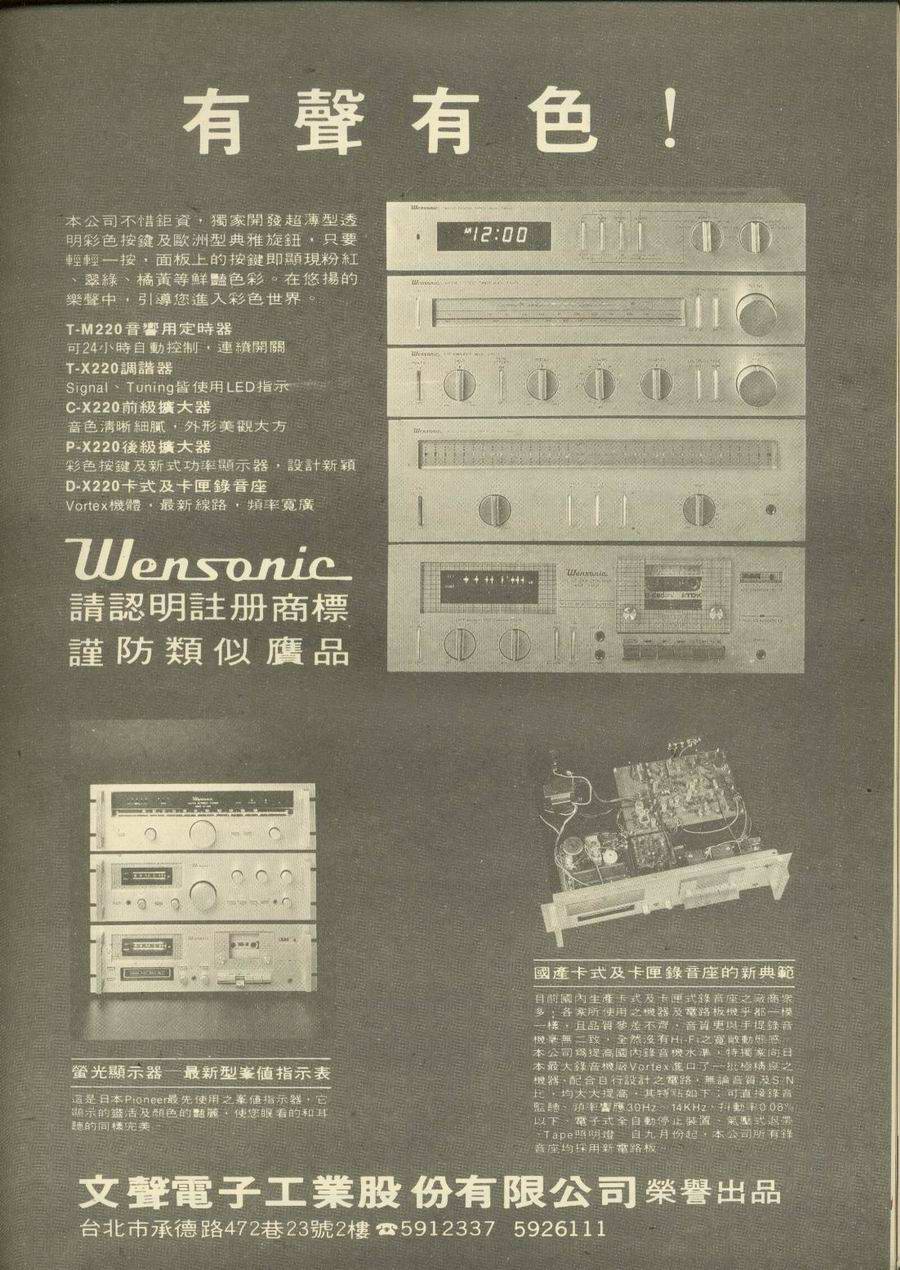 有聲有色！
本公司不惜鉅資，獨家開發超薄型透
明彩色按鍵及歐洲型典雅旋鈕，只要
輕輕一按，面板上的按鍵即顯現粉紅
、翠綠、橘黃等鮮豔色彩。在悠揚的
樂聲中，引導您進入彩色世界。
T-M220音響用定時器
可24小時自動控制，連續開關
T-X220調諧器
Signal、Tuning皆使用LED指示
C-X220前級擴大器
音色清晰細膩，外形美觀大方
P-X220後級擴大器
彩色按鍵及新式功率顯示器，設計新穎
D-X220卡式及卡匣錄音座
Vortex機體，最新線路，頻率寬廣
Wensonic
請認明註册商標
謹防類似贗品
Wensonic
12:00
Wensonic
Wensonic
Wensonic
Wensonic
螢光顯示器—最新型峯值指示表
這是日本Pioneer最先使用之峯值指示器，它
顯示的靈活及顏色的豔麗，使您眼看的和耳
聽的同樣完美。
國產卡式及卡匣錄音座的新典範
目前國內生產卡式及卡匣式錄音座之廠商眾
多；各家所使用之機器及電路板機乎都一模
一樣，且品質參差不齊，音質更與手提錄音
機毫無二致，全然沒有Hi-Fi之寬敞動態感，
本公司為提高國內錄音機水準，特獨家向日
本最大錄音機廠Vortex進口了一批極精良之
機器，配合自行設計之電路，無論音質及S/N
比，均大大提高，其特點如下：可直接錄音
監聽、頻率響應30Hz～14KHz、抖動率0.08%
以下、電子式全自動停止裝置、氣壓式退帶
、Tape照明燈，自九月份起，本公司所有錄
音座均採用新電路板。
文聲電子工業股份有限公司榮譽出品
台北市承德路472巷23號2樓 ☎5912337 5926111